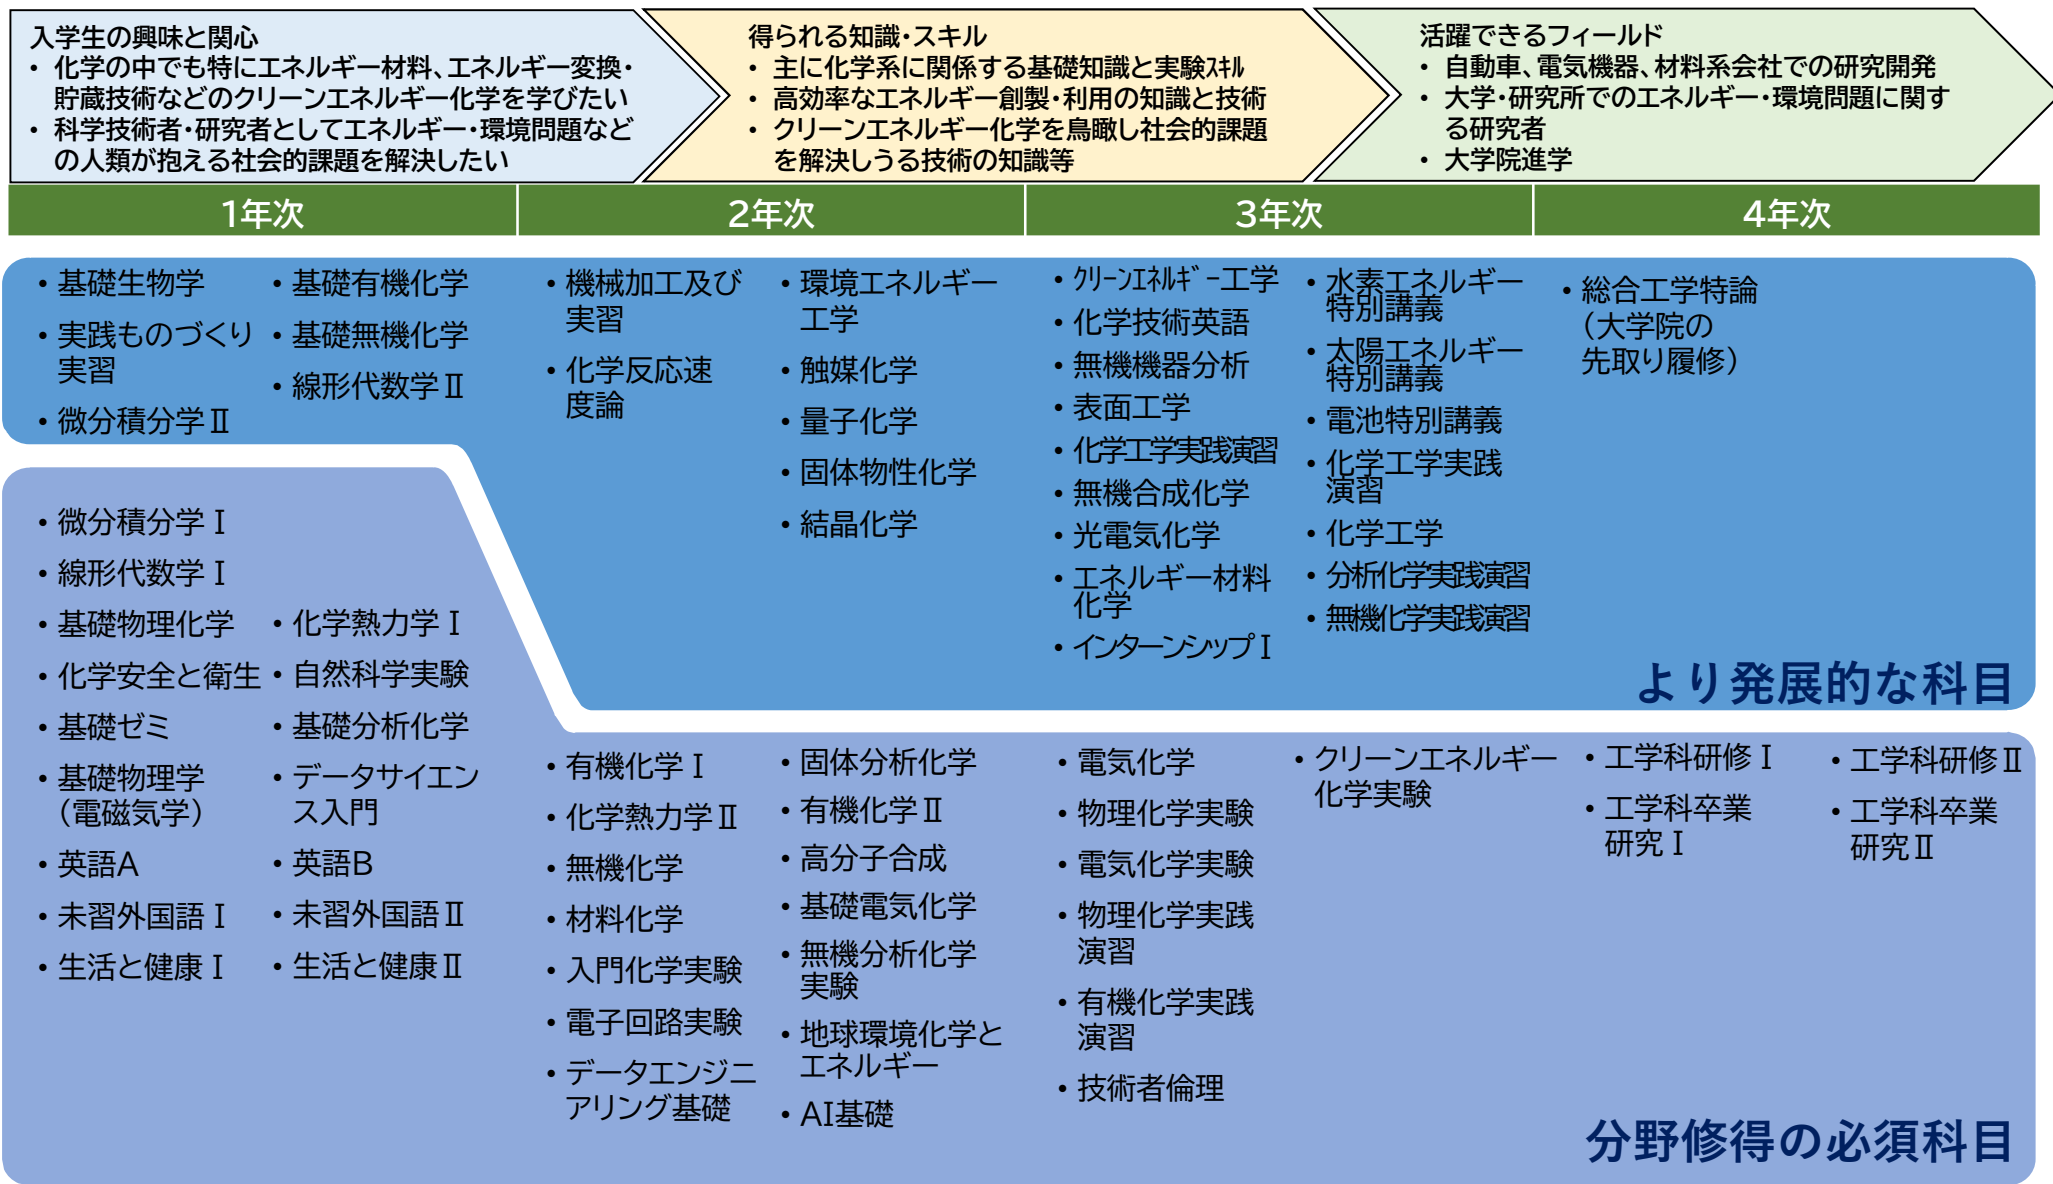 入学生の興味と関心
・ 化学の中でも特にエネルギー材料、エネルギー変換・
貯蔵技術などのクリーンエネルギー化学を学びたい
・ 科学技術者・研究者としてエネルギー・環境問題など
の人類が抱える社会的課題を解決したい
得られる知識・スキル
・ 主に化学系に関係する基礎知識と実験ｽｷﾙ
・ 高効率なエネルギー創製・利用の知識と技術
・ クリーンエネルギー化学を鳥瞰し社会的課題
を解決しうる技術の知識等
活躍できるフィールド
・ 自動車、電気機器、材料系会社での研究開発
・ 大学・研究所でのエネルギー・環境問題に関す
る研究者
・ 大学院進学
1年次
2年次
3年次
4年次
・基礎生物学
・実践ものづくり
実習
・微分積分学Ⅱ
・基礎有機化学
・基礎無機化学
・線形代数学Ⅱ
・機械加工及び
実習
・化学反応速
度論
・環境エネルギー
工学
・触媒化学
・量子化学
・固体物性化学
・結晶化学
・ｸﾘｰﾝｴﾈﾙｷﾞｰ工学
・化学技術英語
・無機機器分析
・表面工学
・化学工学実践演習
・無機合成化学
・光電気化学
・エネルギー材料
化学
・インターンシップⅠ
・水素エネルギー
特別講義
・太陽エネルギー
特別講義
・電池特別講義
・化学工学実践
演習
・化学工学
・分析化学実践演習
・無機化学実践演習
・総合工学特論
（大学院の
先取り履修）
より発展的な科目
・微分積分学Ⅰ
・線形代数学Ⅰ
・基礎物理化学
・化学安全と衛生
・基礎ゼミ
・基礎物理学
（電磁気学）
・英語A
・未習外国語Ⅰ
・生活と健康Ⅰ
・化学熱力学Ⅰ
・自然科学実験
・基礎分析化学
・データサイエン
ス入門
・英語B
・未習外国語Ⅱ
・生活と健康Ⅱ
・有機化学Ⅰ
・化学熱力学Ⅱ
・無機化学
・材料化学
・入門化学実験
・電子回路実験
・データエンジニ
アリング基礎
・固体分析化学
・有機化学Ⅱ
・高分子合成
・基礎電気化学
・無機分析化学
実験
・地球環境化学と
エネルギー
・AI基礎
・電気化学
・物理化学実験
・電気化学実験
・物理化学実践
演習
・有機化学実践
演習
・技術者倫理
・クリーンエネルギー
化学実験
・工学科研修Ⅰ
・工学科卒業
研究Ⅰ
・工学科研修Ⅱ
・工学科卒業
研究Ⅱ
分野修得の必須科目